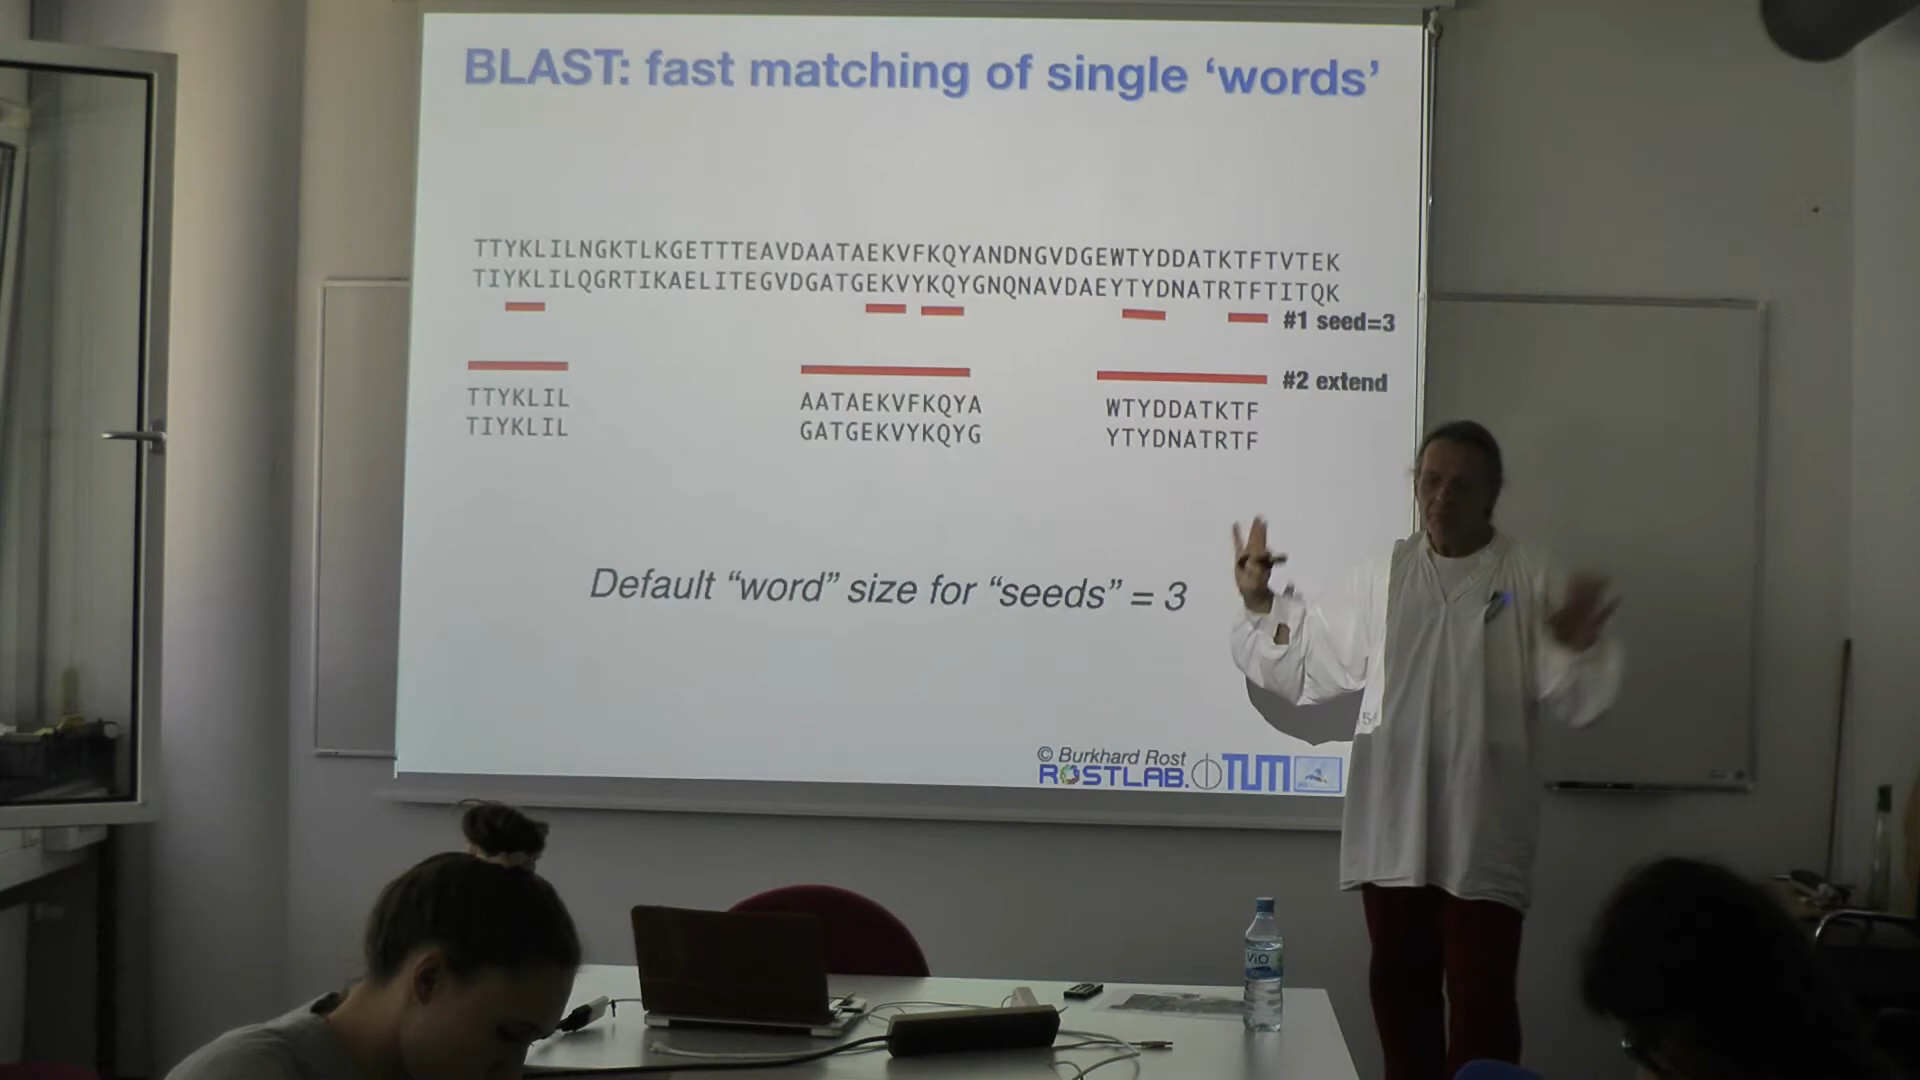 BLAST: fast matching of single ‘words’
TTYKLILNGKTLKGETTTEAVDAATAEKVFKQYANDNGVDGEWTYDDATKTFTVTEK
TIYKLILQGRTIKAELITEGVDGATGEKVYKQYGNQNAVDAEYTYDNATRTFTITQK
#1 seed=3
#2 extend
TTYKLIL
TIYKLIL
AATAEKVFKQYA
GATGEKVYKQYG
WTYDDATKTF
YTYDNATRTF
Default “word” size for “seeds” = 3
© Burkhard Rost
ROSTLAB. TUM
ViO